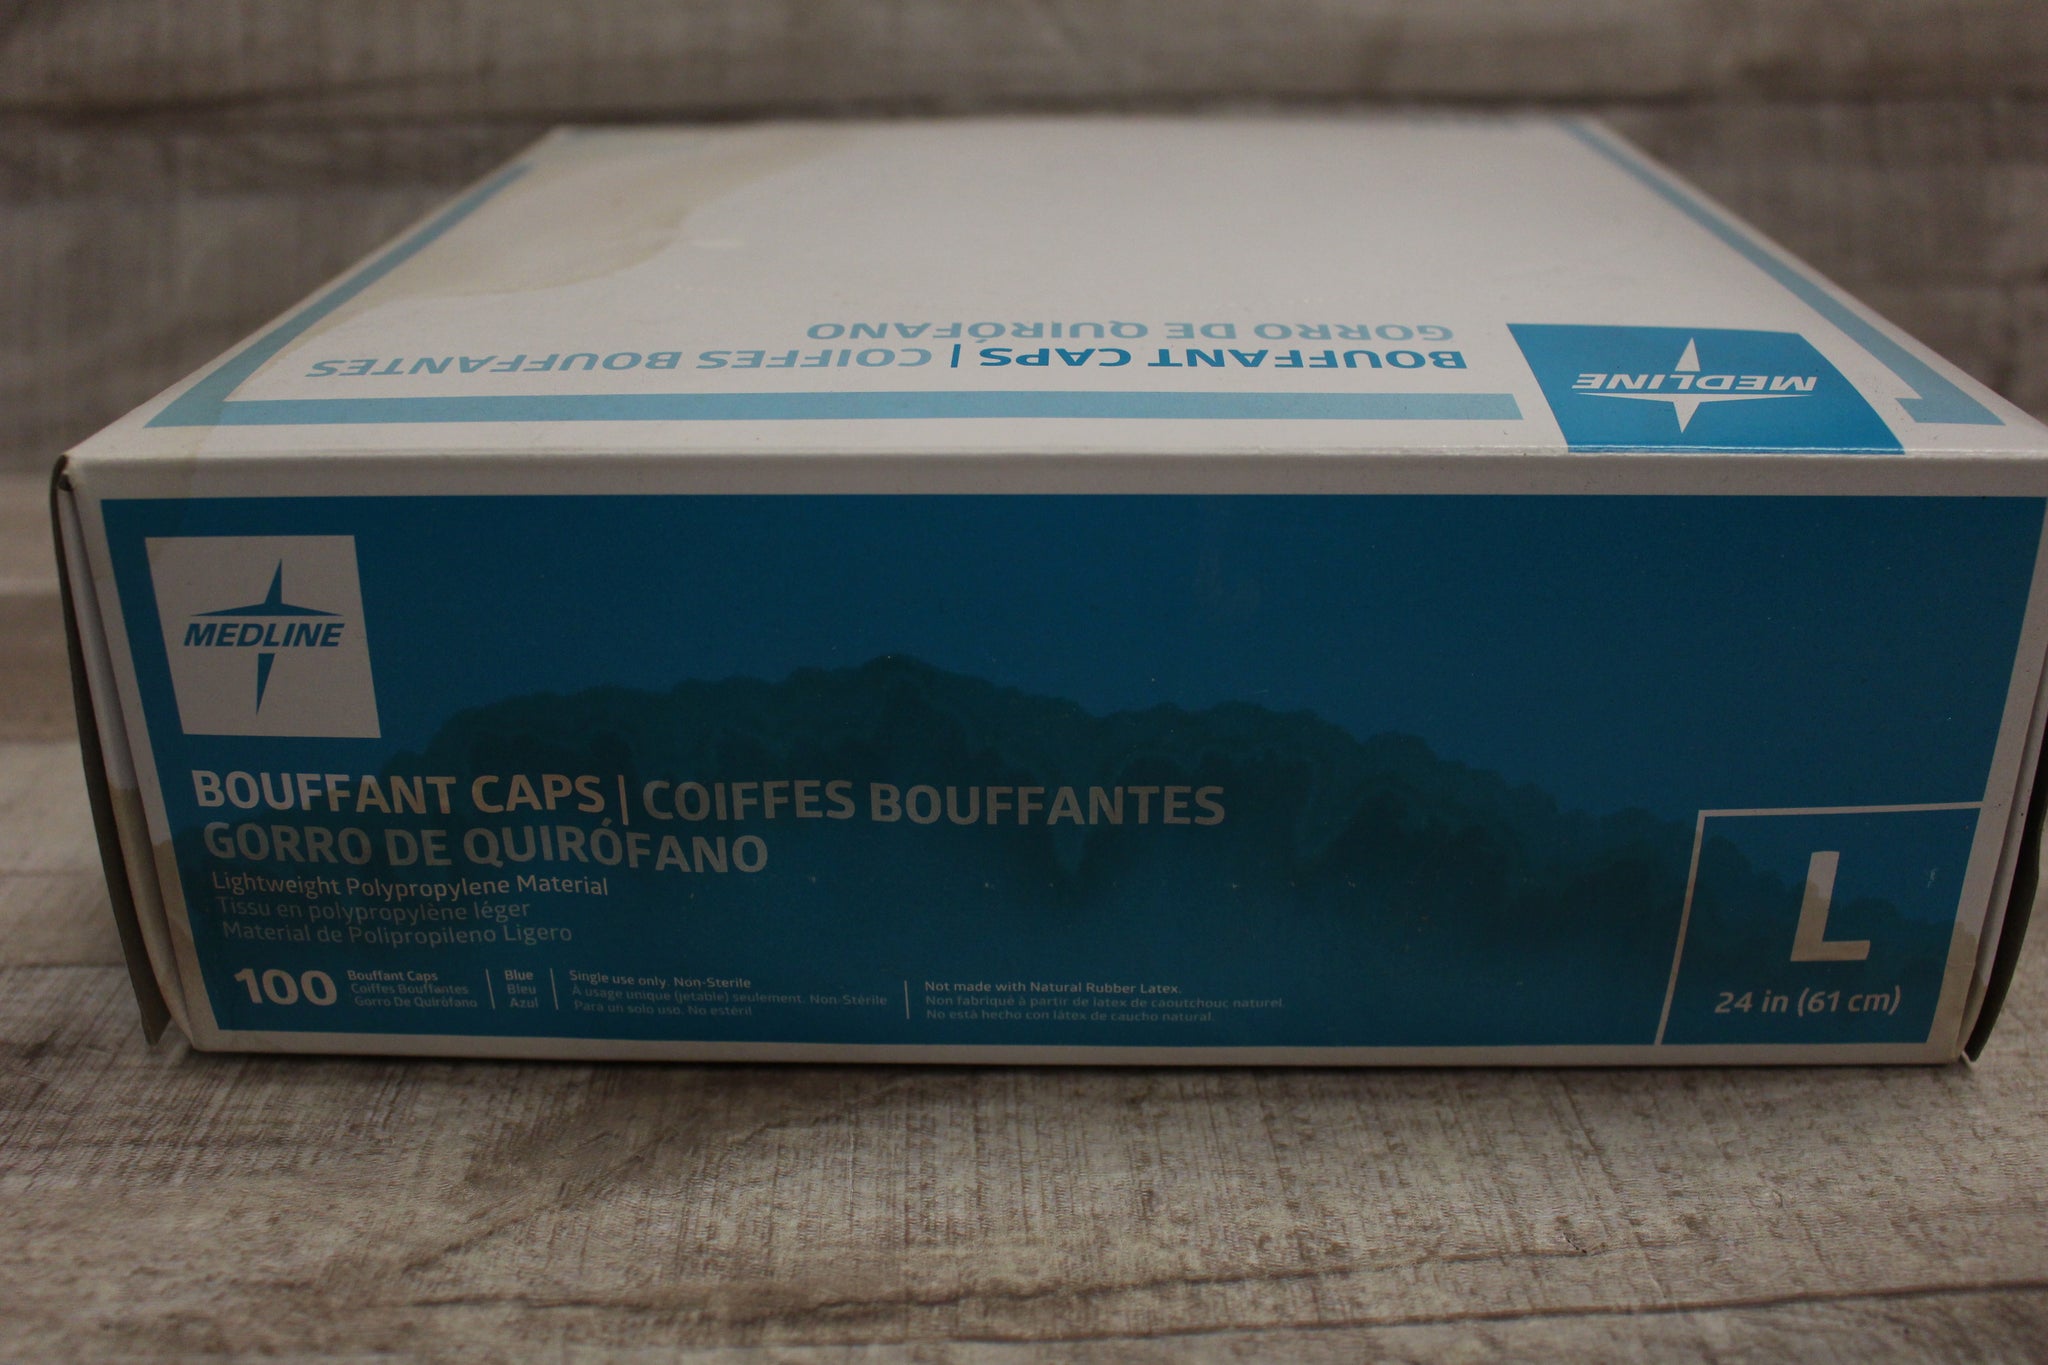 BOUFFANT CAPS | COIFFES BOUFFANTES
GORRO DE QUIRÓFANO
MEDLINE
MEDLINE
BOUFFANT CAPS | COIFFES BOUFFANTES
GORRO DE QUIRÓFANO
Lightweight Polypropylene Material
Tissu en polypropylène léger
Material de Polipropileno Ligero
100
Bouffant Caps
Coiffes Bouffantes
Gorro De Quirófano
Blue
Bleu
Azul
Single use only. Non-Sterile
À usage unique (jetable) seulement. Non-Stérile
Para un solo uso. No estéril
Not made with Natural Rubber Latex.
Non fabriqué à partir de latex de caoutchouc naturel.
No está hecho con látex de caucho natural.
L
24 in (61 cm)